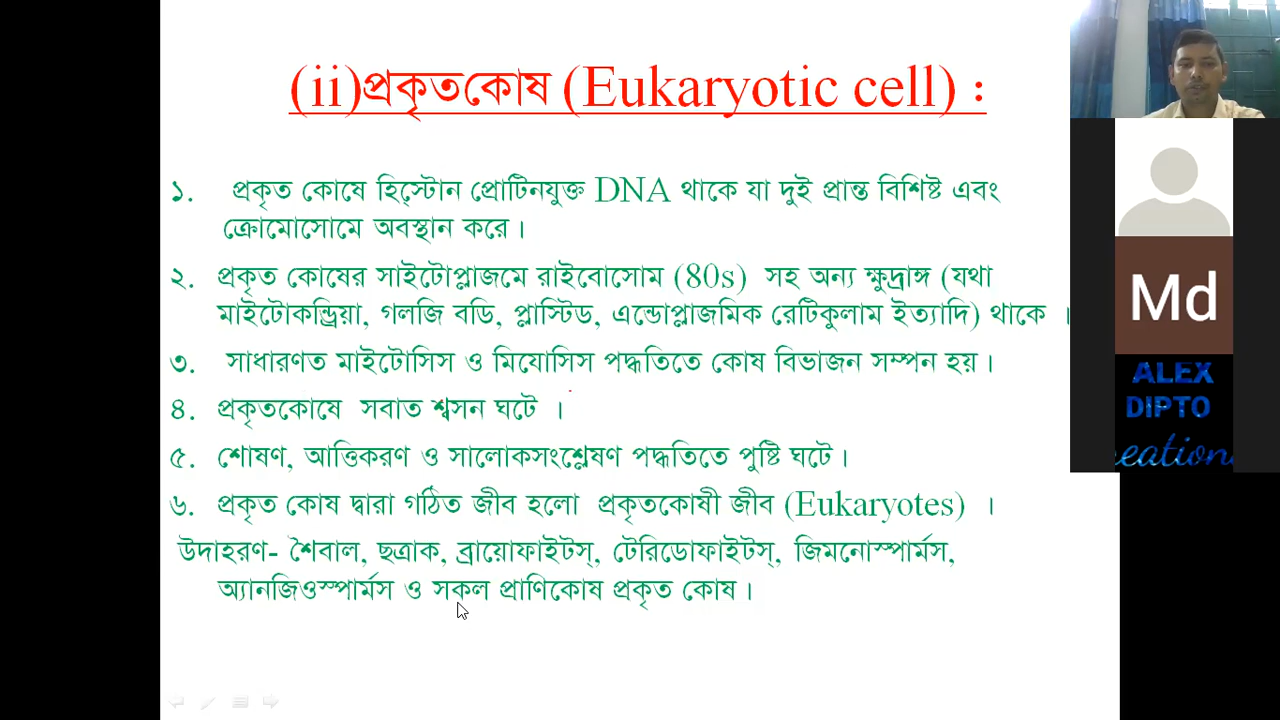 (ii)প্রকৃতকোষ (Eukaryotic cell) :
১. প্রকৃত কোষে হিস্টোন প্রোটিনযুক্ত DNA থাকে যা দুই প্রান্ত বিশিষ্ট এবং
ক্রোমোসোমে অবস্থান করে।
২. প্রকৃত কোষের সাইটোপ্লাজমে রাইবোসোম (80s) সহ অন্য ক্ষুদ্রাঙ্গ (যথা
মাইটোকন্ড্রিয়া, গলজি বডি, প্লাস্টিড, এন্ডোপ্লাজমিক রেটিকুলাম ইত্যাদি) থাকে ।
৩. সাধারণত মাইটোসিস ও মিযোসিস পদ্ধতিতে কোষ বিভাজন সম্পন হয়।
৪. প্রকৃতকোষে সবাত শ্বসন ঘটে ।
৫. শোষণ, আত্তিকরণ ও সালোকসংশ্লেষণ পদ্ধতিতে পুষ্টি ঘটে।
৬. প্রকৃত কোষ দ্বারা গঠিত জীব হলো প্রকৃতকোষী জীব (Eukaryotes) ।
উদাহরণ- শৈবাল, ছত্রাক, ব্রায়োফাইটস্, টেরিডোফাইটস্, জিমনোস্পার্মস,
অ্যানজিওস্পার্মস ও সকল প্রাণিকোষ প্রকৃত কোষ।
Md
ALEX
DIPTO
eation